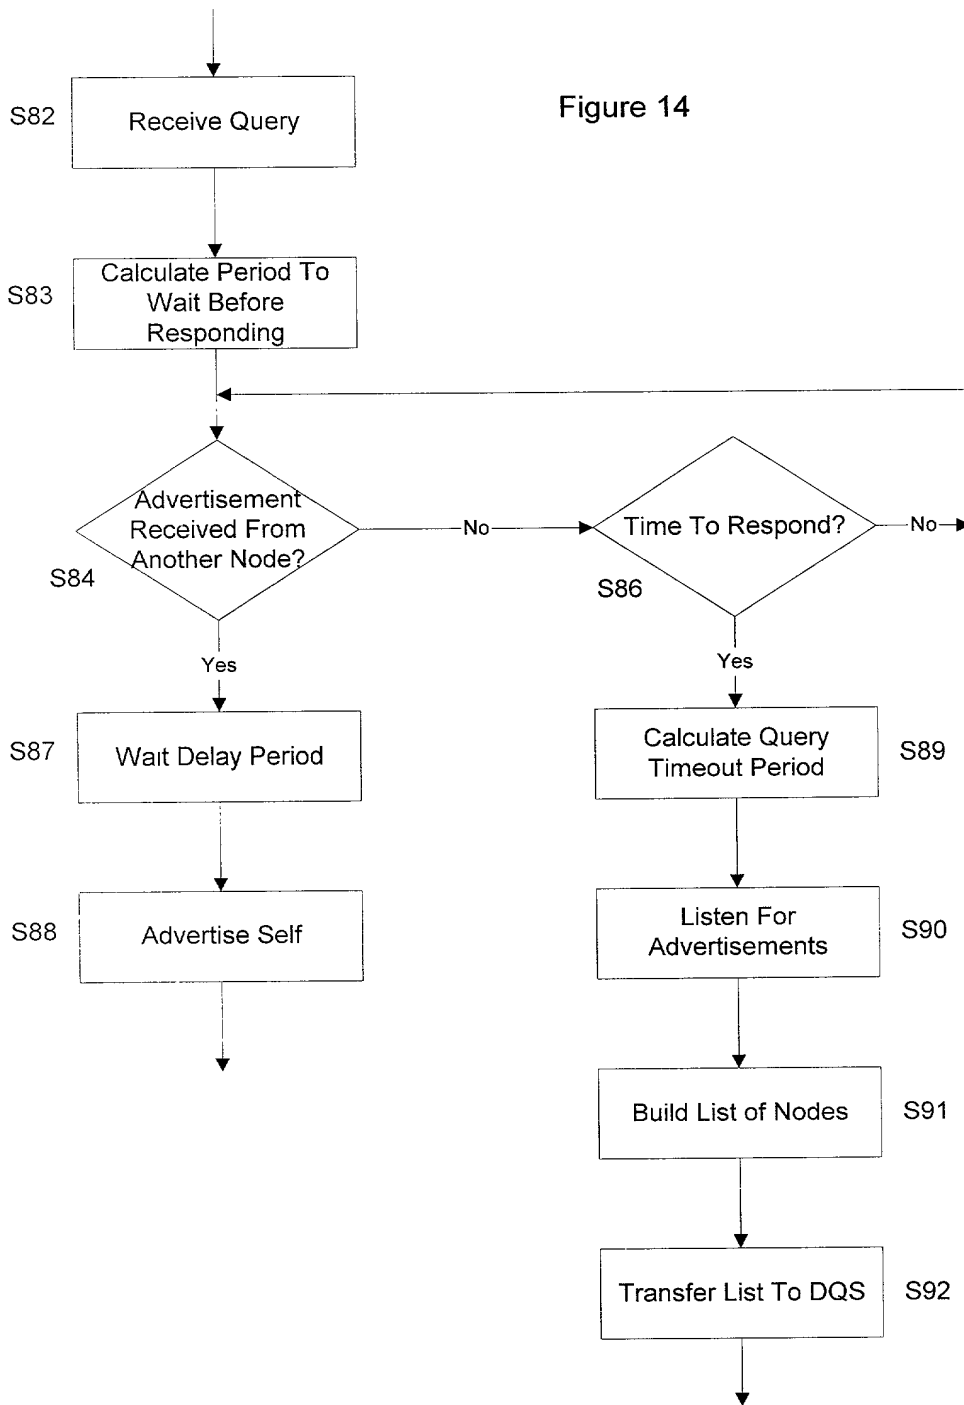 Figure 14
S82
Receive Query
S83
Calculate Period To
Wait Before
Responding
Advertisement
Received From
Another Node?
S84
No
Time To Respond?
S86
No
Yes
Yes
S87
Wait Delay Period
Calculate Query
Timeout Period
S89
S88
Advertise Self
Listen For
Advertisements
S90
Build List of Nodes
S91
Transfer List To DQS
S92